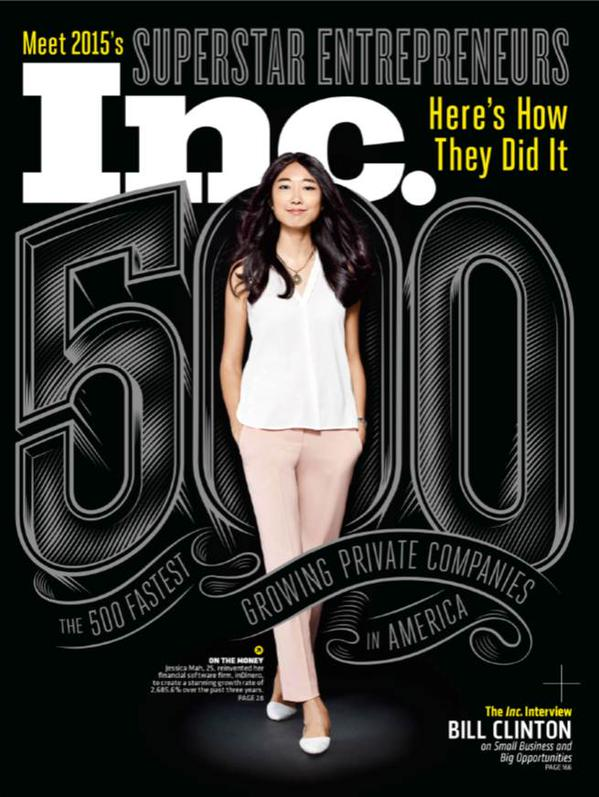 Meet 2015's SUPERSTAR ENTREPRENEURS
Inc.
Here's How
They Did It
500
THE 500 FASTEST
GROWING PRIVATE COMPANIES
IN AMERICA
ON THE MONEY
Jessica Mah, 25, reinvented her
financial software firm, inDinero,
to create a stunning growth rate of
2,685.6% over the past three years.
PAGE 28
The Inc. Interview
BILL CLINTON
on Small Business and
Big Opportunities
PAGE 166